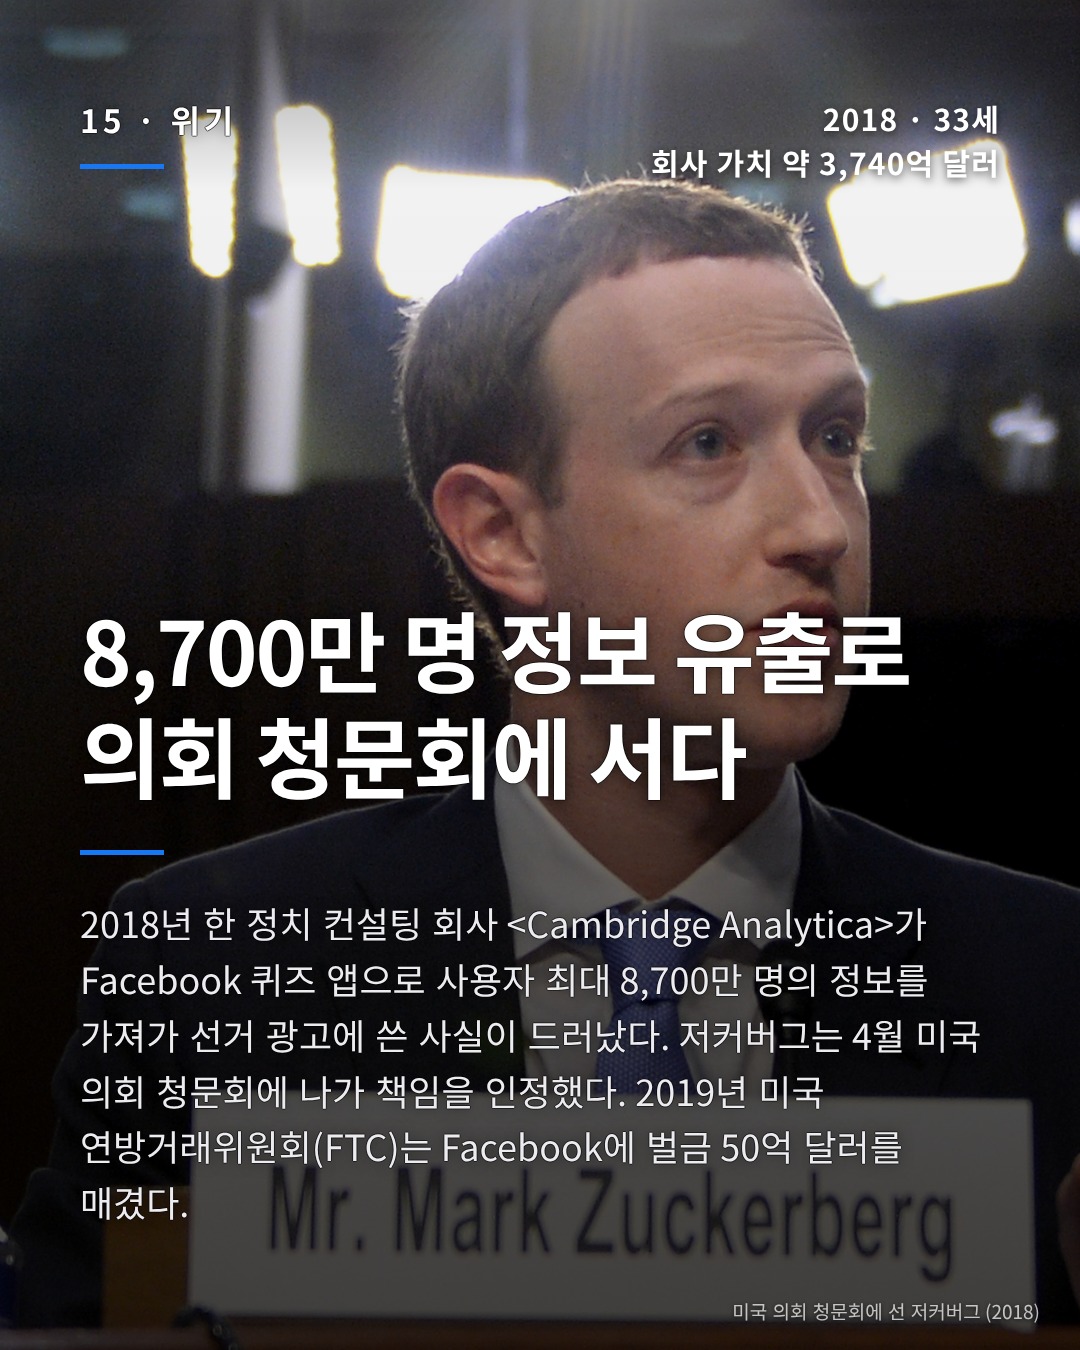 15 · 위기
2018 · 33세
회사 가치 약 3,740억 달러
8,700만 명 정보 유출로
의회 청문회에 서다
2018년 한 정치 컨설팅 회사 <Cambridge Analytica>가
Facebook 퀴즈 앱으로 사용자 최대 8,700만 명의 정보를
가져가 선거 광고에 쓴 사실이 드러났다. 저커버그는 4월 미국
의회 청문회에 나가 책임을 인정했다. 2019년 미국
연방거래위원회(FTC)는 Facebook에 벌금 50억 달러를
매겼다.
Mr. Mark Zuckerberg
미국 의회 청문회에 선 저커버그 (2018)